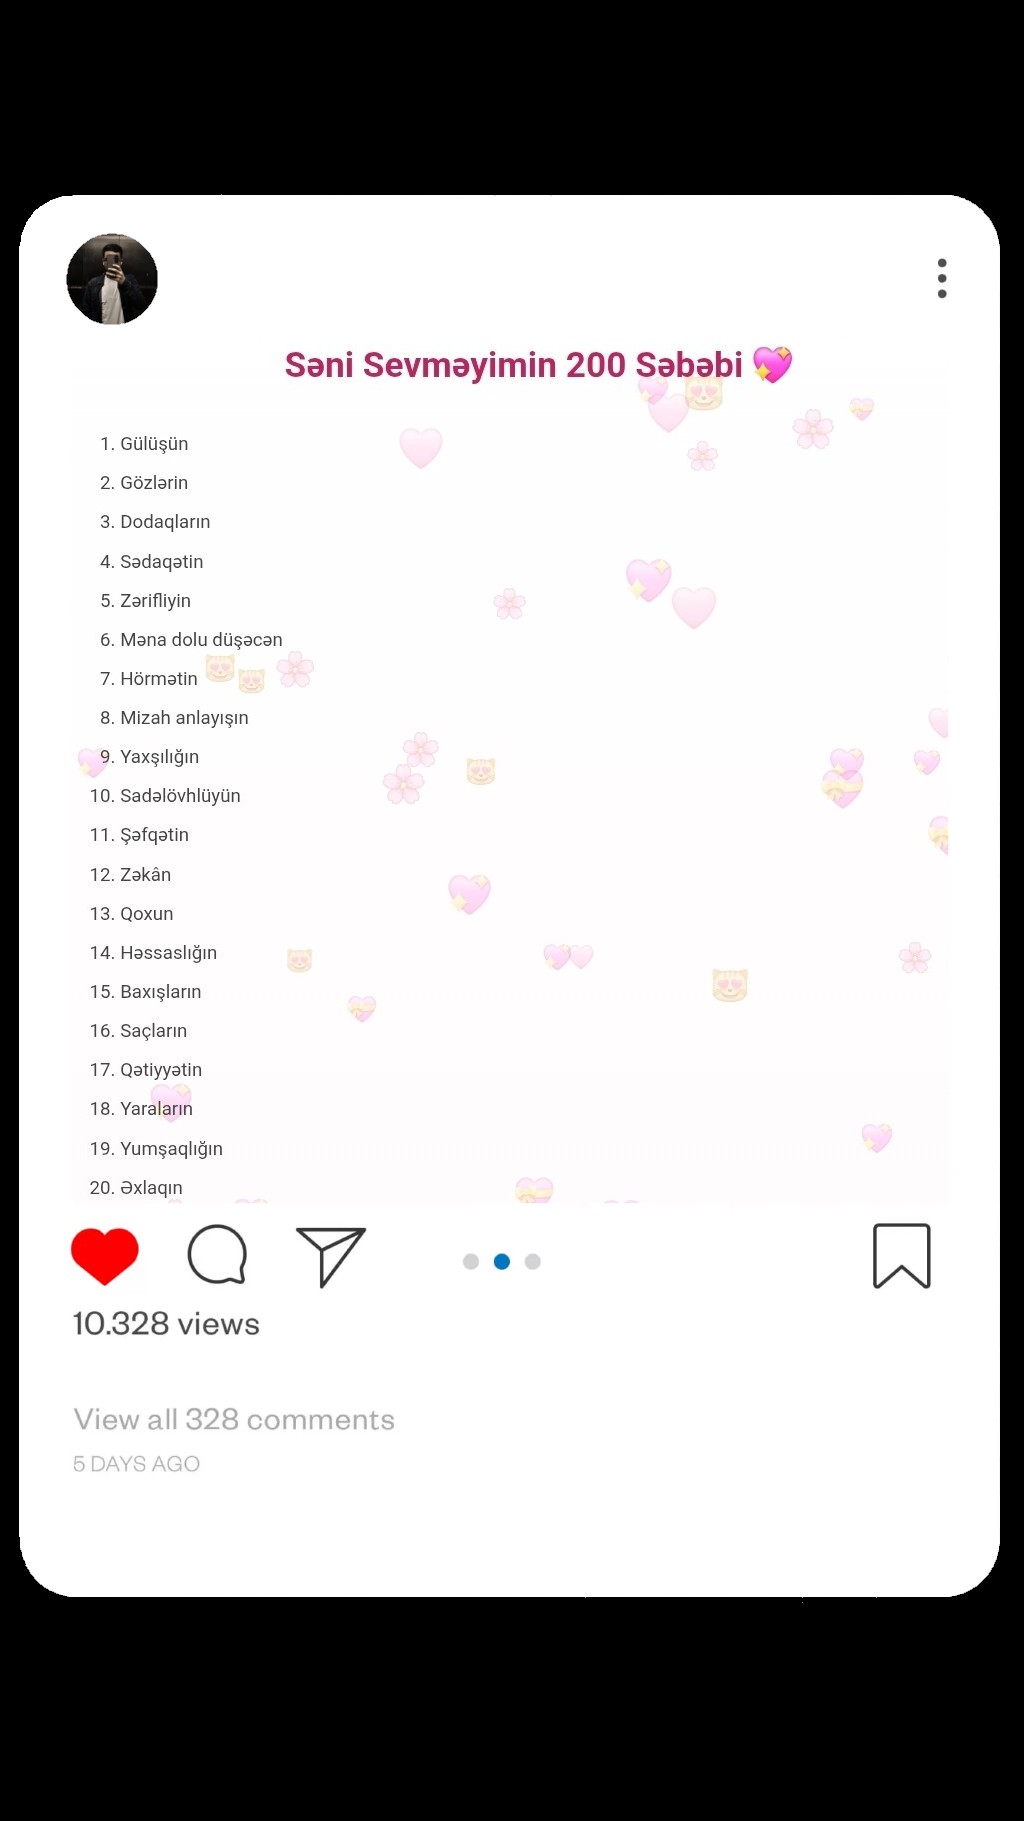 Səni Sevməyimin 200 Səbəbi 💖
1. Gülüşün
2. Gözlərin
3. Dodaqların
4. Sədaqətin
5. Zərifliyin
6. Məna dolu düşəcən
7. Hörmətin
8. Mizah anlayışın
9. Yaxşılığın
10. Sadəlövhlüyün
11. Şəfqətin
12. Zəkân
13. Qoxun
14. Həssaslığın
15. Baxışların
16. Saçların
17. Qətiyyətin
18. Yaraların
19. Yumşaqlığın
20. Əxlaqın
10.328 views
View all 328 comments
5 DAYS AGO